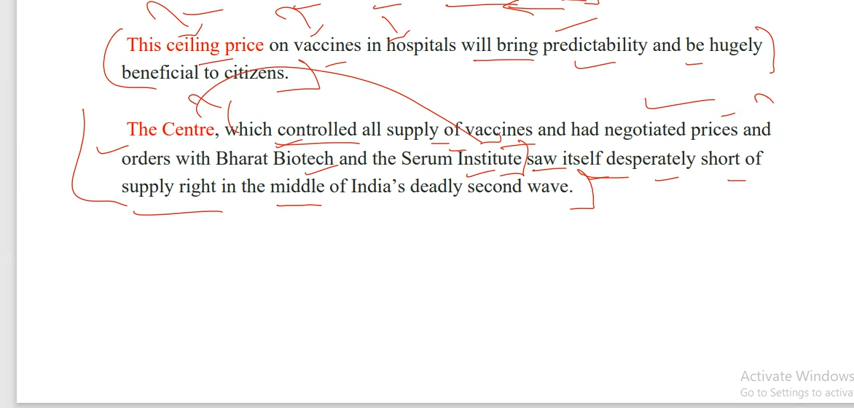 This ceiling price on vaccines in hospitals will bring predictability and be hugely
beneficial to citizens.
The Centre, which controlled all supply of vaccines and had negotiated prices and
orders with Bharat Biotech and the Serum Institute saw itself desperately short of
supply right in the middle of India's deadly second wave.
Activate Windows
Go to Settings to activa